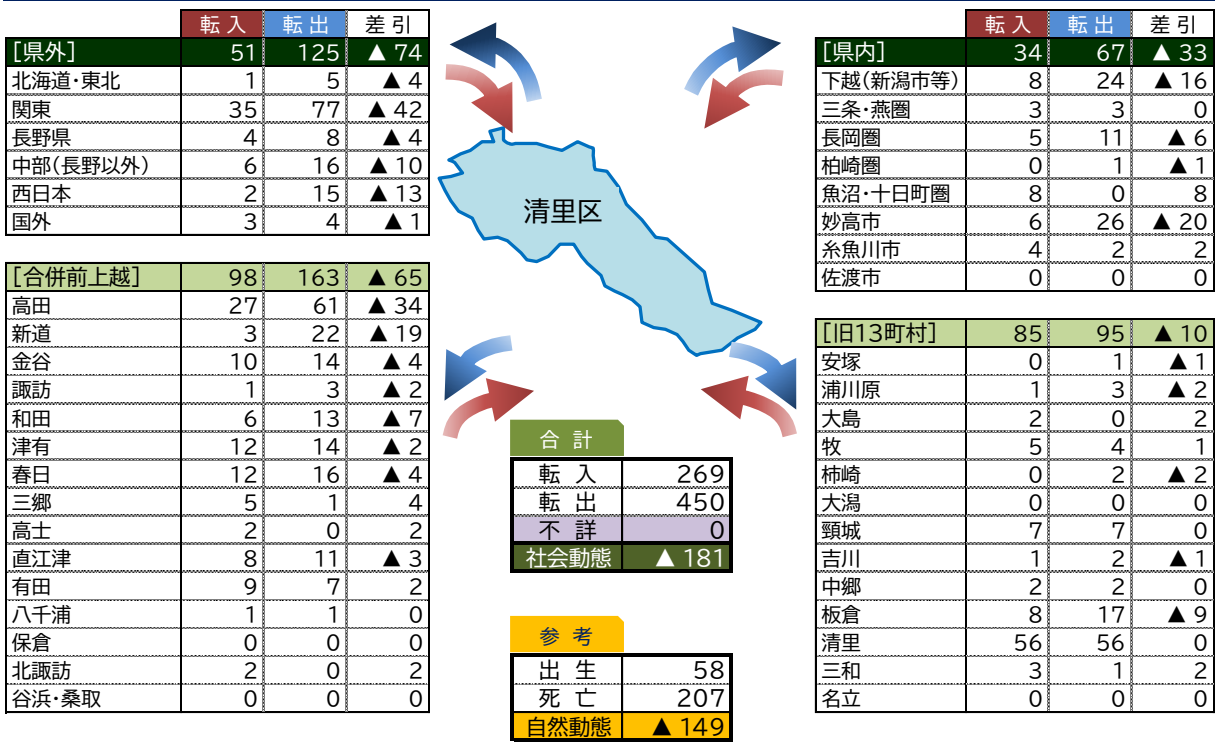 転 入 転 出 差 引
[県外] 51 125 ▲ 74
北海道・東北 1 5 ▲ 4
関東 35 77 ▲ 42
長野県 4 8 ▲ 4
中部(長野以外) 6 16 ▲ 10
西日本 2 15 ▲ 13
国外 3 4 ▲ 1
[合併前上越] 98 163 ▲ 65
高田 27 61 ▲ 34
新道 3 22 ▲ 19
金谷 10 14 ▲ 4
諏訪 1 3 ▲ 2
和田 6 13 ▲ 7
津有 12 14 ▲ 2
春日 12 16 ▲ 4
三郷 5 1 4
高士 2 0 2
直江津 8 11 ▲ 3
有田 9 7 2
八千浦 1 1 0
保倉 0 0 0
北諏訪 2 0 2
谷浜・桑取 0 0 0
清里区
合 計
転 入 269
転 出 450
不 詳 0
社会動態 ▲ 181
参 考
出 生 58
死 亡 207
自然動態 ▲ 149
転 入 転 出 差 引
[県内] 34 67 ▲ 33
下越(新潟市等) 8 24 ▲ 16
三条・燕圏 3 3 0
長岡圏 5 11 ▲ 6
柏崎圏 0 1 ▲ 1
魚沼・十日町圏 8 0 8
妙高市 6 26 ▲ 20
糸魚川市 4 2 2
佐渡市 0 0 0
[旧13町村] 85 95 ▲ 10
安塚 0 1 ▲ 1
浦川原 1 3 ▲ 2
大島 2 0 2
牧 5 4 1
柿崎 0 2 ▲ 2
大潟 0 0 0
頸城 7 7 0
吉川 1 2 ▲ 1
中郷 2 2 0
板倉 8 17 ▲ 9
清里 56 56 0
三和 3 1 2
名立 0 0 0